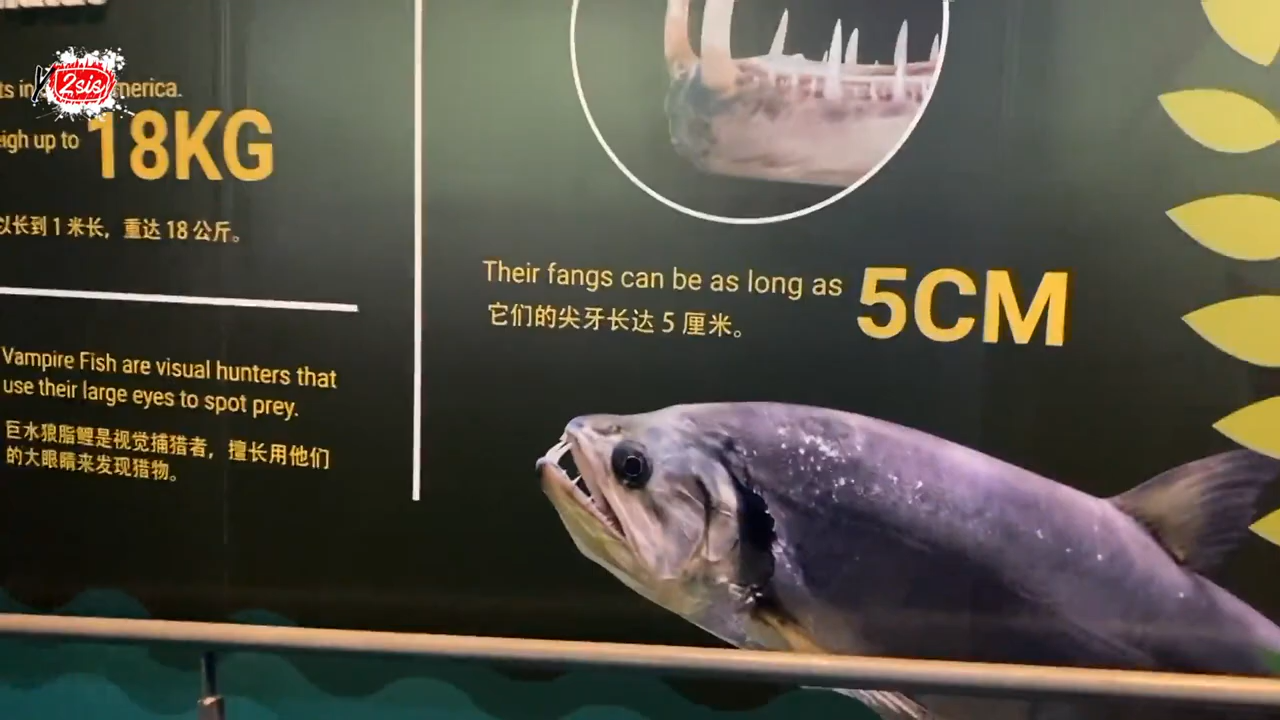 2sis
in
18KG
up to
以长到 1 米长，重达 18 公斤。
Vampire Fish are visual hunters that
use their large eyes to spot prey.
巨水狼脂鲤是视觉捕猎者，擅长用他们
的大眼睛来发现猎物。
Their fangs can be as long as 5CM
它们的尖牙长达 5 厘米。